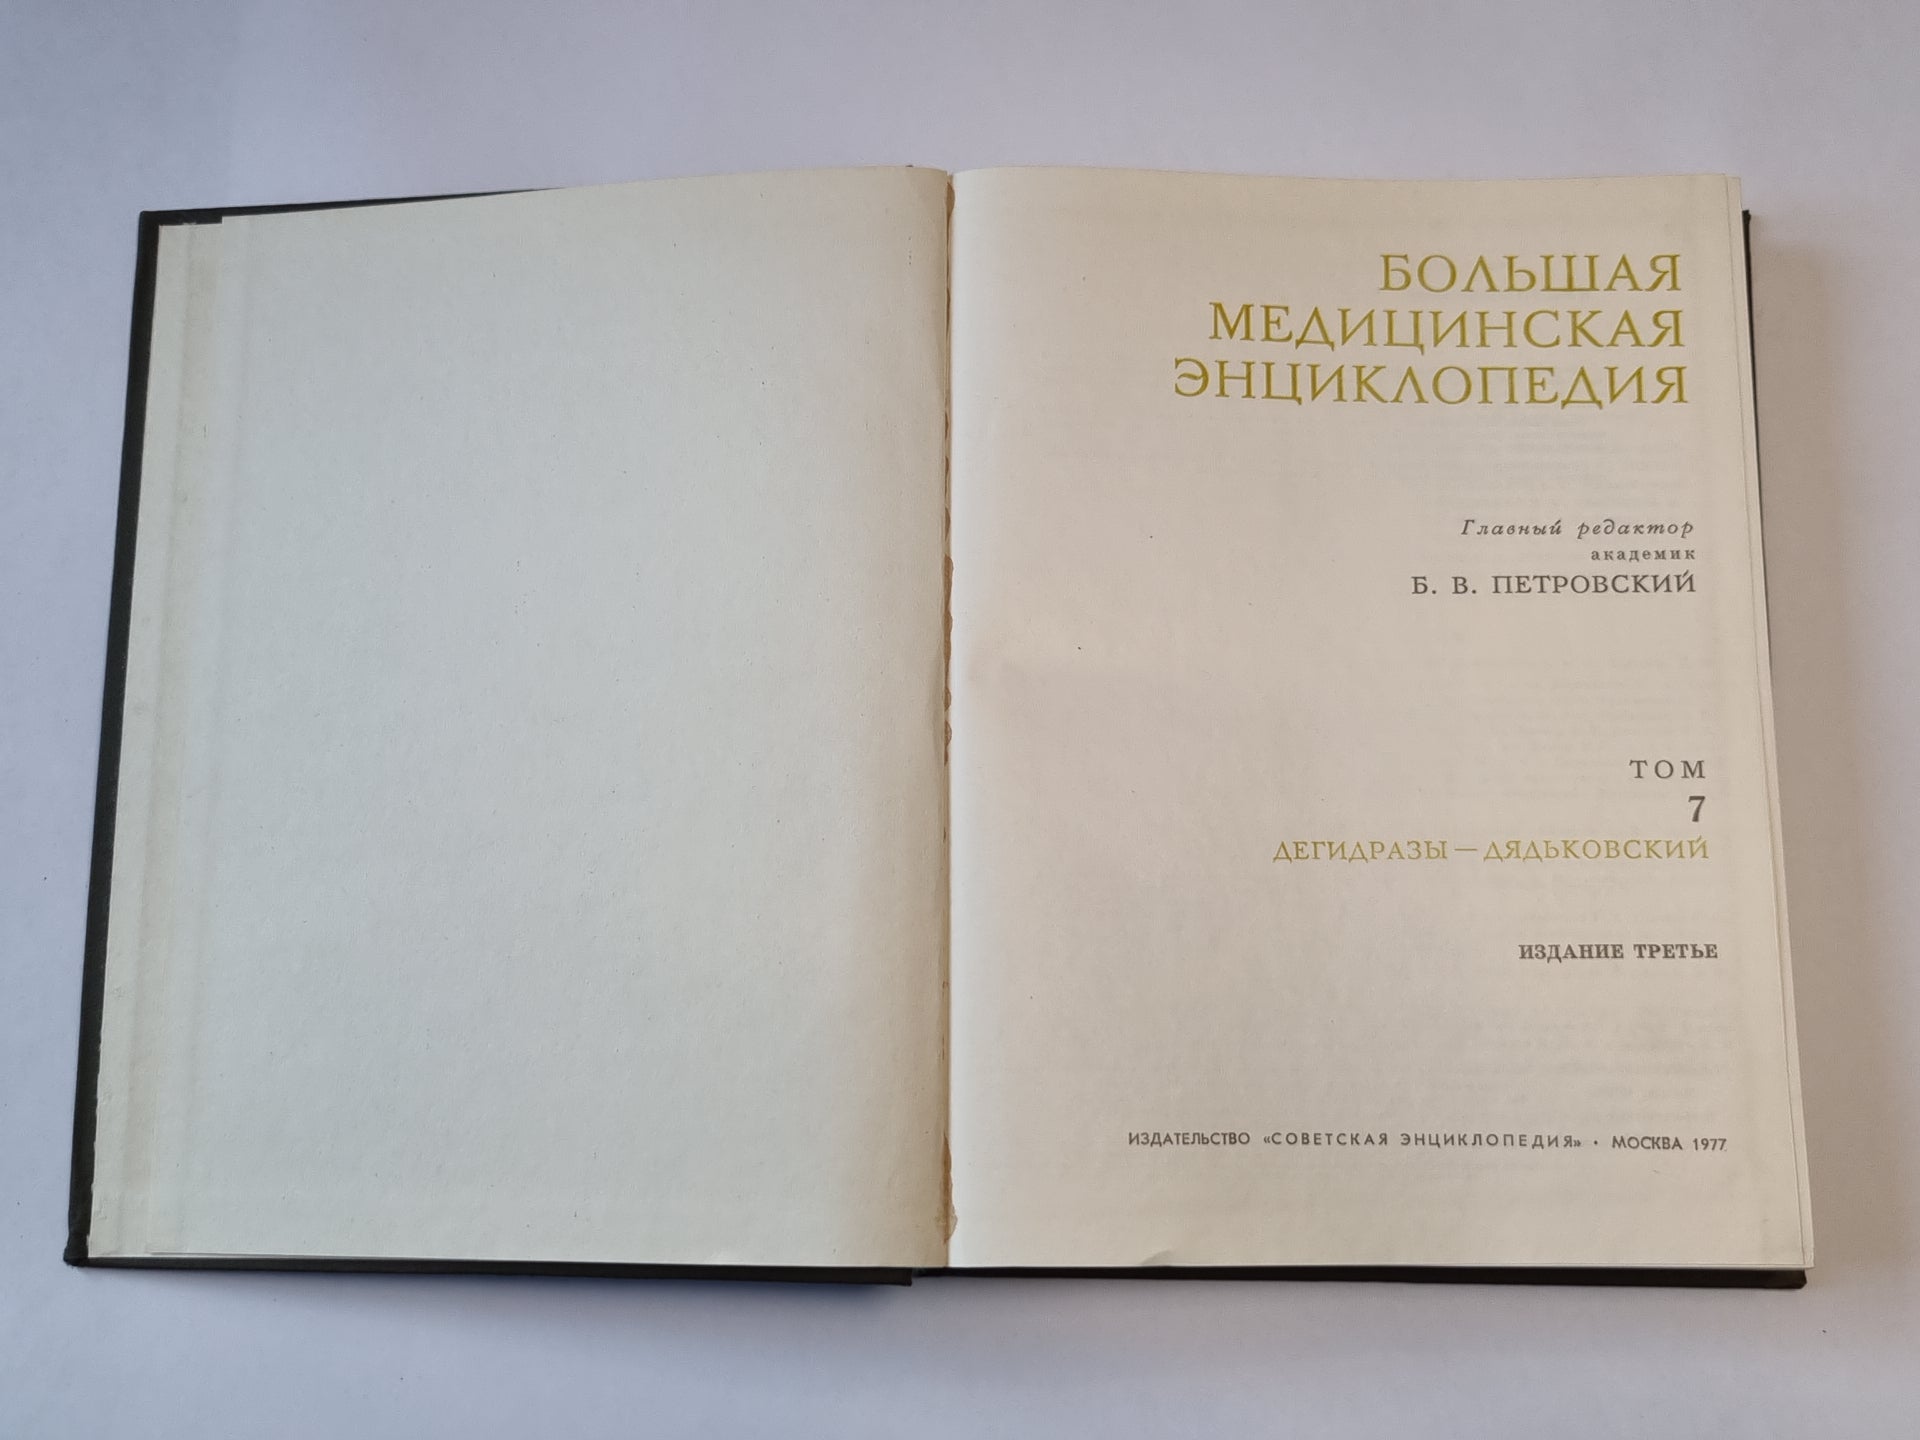 БОЛЬШАЯ
МЕДИЦИНСКАЯ
ЭНЦИКЛОПЕДИЯ
Главный редактор
академик
Б. В. ПЕТРОВСКИЙ
ТОМ
7
ДЕГИДРАЗЫ — ДЯДЬКОВСКИЙ
ИЗДАНИЕ ТРЕТЬЕ
ИЗДАТЕЛЬСТВО «СОВЕТСКАЯ ЭНЦИКЛОПЕДИЯ» · МОСКВА 1977